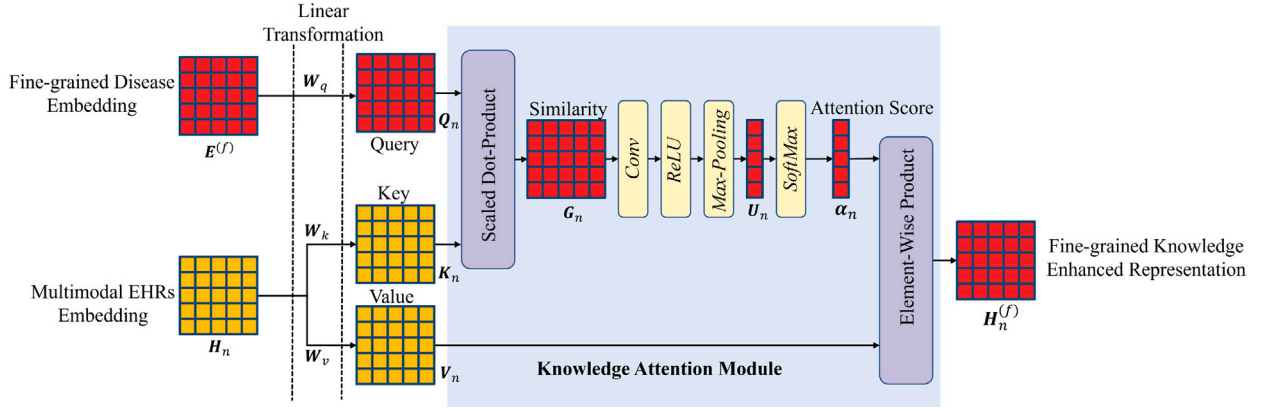 Linear
Transformation
Fine-grained Disease
Embedding
E^(f)
W_q
Query
Q_n
Scaled Dot-Product
Similarity
G_n
Conv
ReLU
Max-Pooling
U_n
SoftMax
Attention Score
α_n
Element-Wise Product
Multimodal EHRs
Embedding
H_n
W_k
Key
K_n
W_v
Value
V_n
Knowledge Attention Module
H_n^(f)
Fine-grained Knowledge
Enhanced Representation